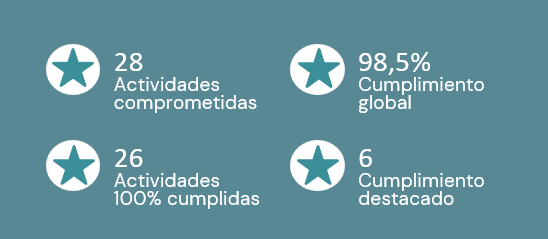 28
Actividades
comprometidas
98,5%
Cumplimiento
global
26
Actividades
100% cumplidas
6
Cumplimiento
destacado